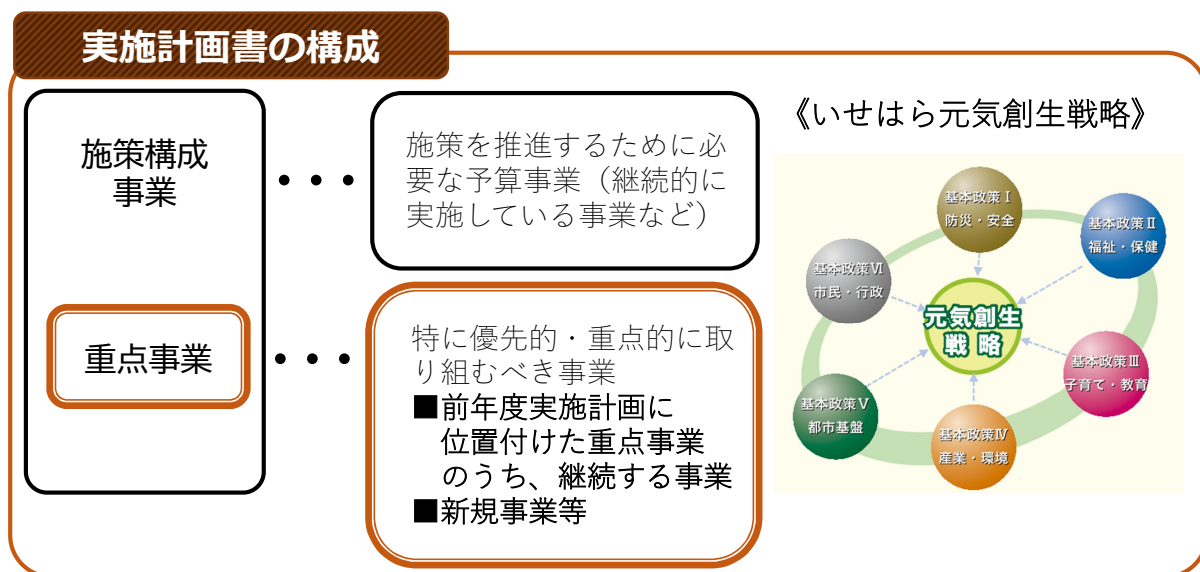 実施計画書の構成
施策構成
事業
・・・
施策を推進するために必
要な予算事業（継続的に
実施している事業など）
重点事業
・・・
特に優先的・重点的に取
り組むべき事業
■前年度実施計画に
位置付けた重点事業
のうち、継続する事業
■新規事業等
《いせはら元気創生戦略》
基本政策Ⅰ
防災・安全
基本政策Ⅱ
福祉・保健
基本政策Ⅵ
市民・行政
元気創生
戦略
基本政策Ⅲ
子育て・教育
基本政策Ⅴ
都市基盤
基本政策Ⅳ
産業・環境